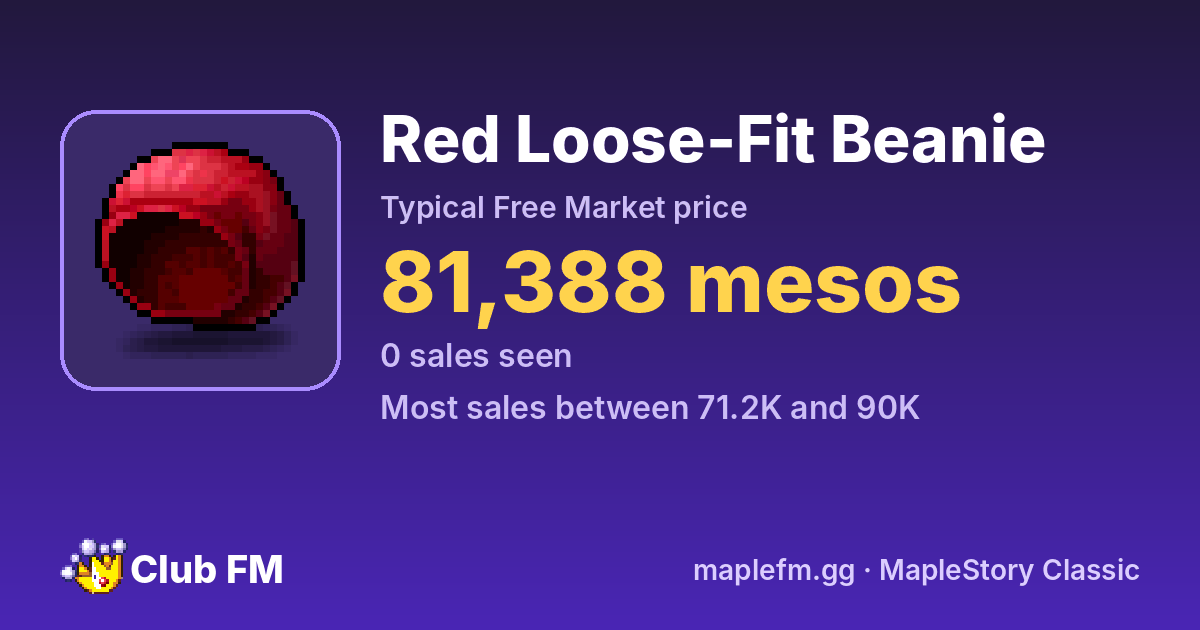 Red Loose-Fit Beanie
Typical Free Market price
81,388 mesos
0 sales seen
Most sales between 71.2K and 90K
Club FM
maplefm.gg · MapleStory Classic